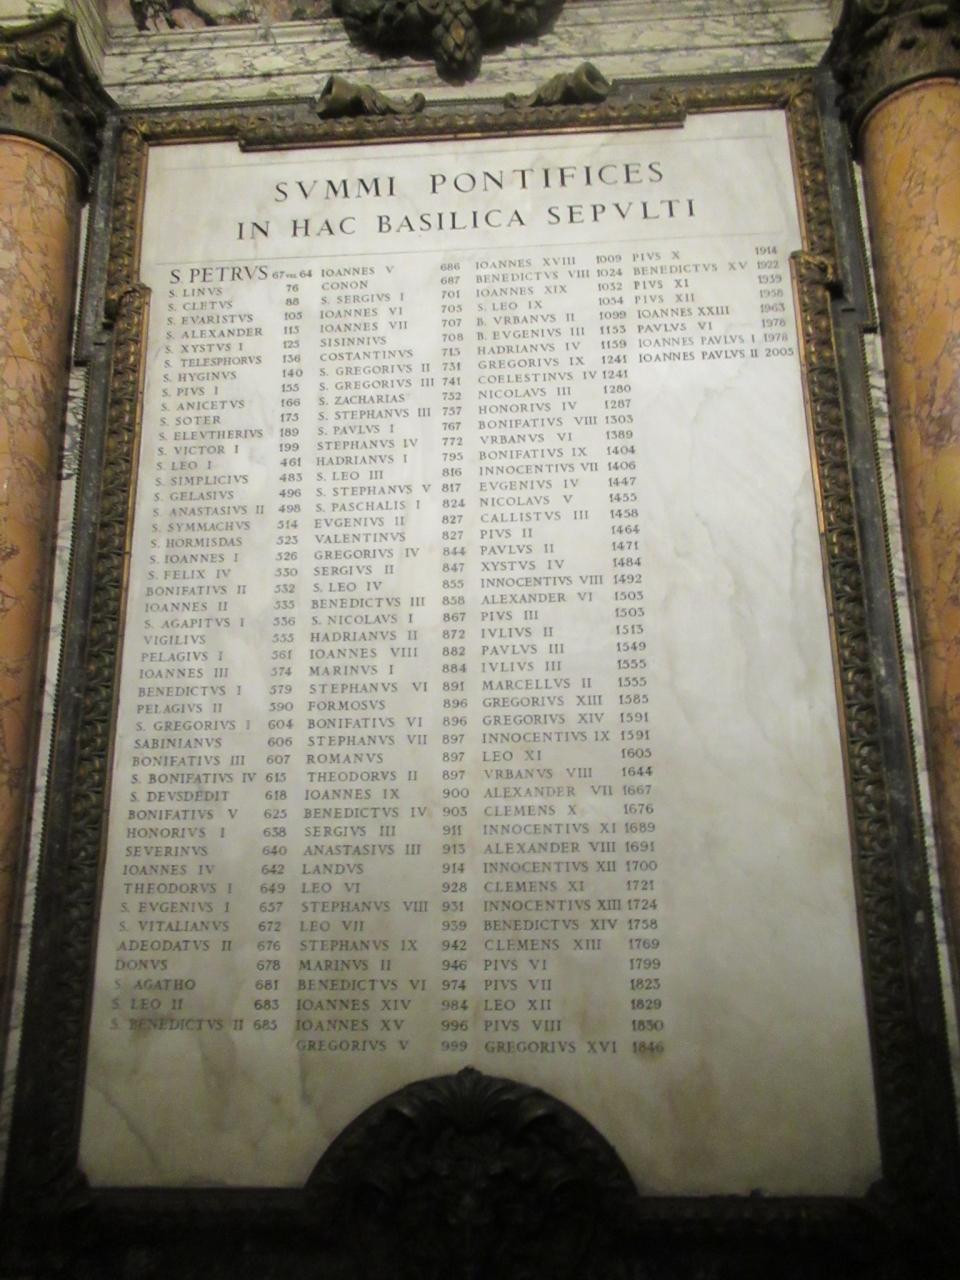 SVMMI PONTIFICES
IN HAC BASILICA SEPVLTI
S. PETRVS 67 VEL 64
S. LINVS 76
S. CLETVS 88
S. EVARISTVS 105
S. ALEXANDER 115
S. XYSTVS I 125
S. TELESPHORVS 136
S. HYGINVS 140
S. PIVS I 155
S. ANICETVS 166
S. SOTER 175
S. ELEVTHERIVS 189
S. VICTOR I 199
S. LEO I 461
S. SIMPLICIVS 483
S. GELASIVS 496
S. ANASTASIVS II 498
S. SYMMACHVS 514
S. HORMISDAS 523
S. IOANNES I 526
S. FELIX IV 530
BONIFATIVS II 532
IOANNES II 535
S. AGAPITVS I 536
VIGILIVS 555
PELAGIVS I 561
IOANNES III 574
BENEDICTVS I 579
PELAGIVS II 590
S. GREGORIVS I 604
SABINIANVS 606
BONIFATIVS III 607
S. BONIFATIVS IV 615
S. DEVSDEDIT 618
BONIFATIVS V 625
HONORIVS I 638
SEVERINVS 640
IOANNES IV 642
THEODORVS I 649
S. EVGENIVS I 657
S. VITALIANVS 672
ADEODATVS II 676
DONVS 678
S. AGATHO 681
S. LEO II 683
S. BENEDICTVS II 685
IOANNES V 686
CONON 687
S. SERGIVS I 701
IOANNES VI 705
IOANNES VII 707
SISINNIVS 708
COSTANTINVS 715
S. GREGORIVS II 731
S. GREGORIVS III 741
S. ZACHARIAS 752
S. STEPHANVS III 757
S. PAVLVS I 767
STEPHANVS IV 772
HADRIANVS I 795
S. LEO III 816
S. STEPHANVS V 817
S. PASCHALIS I 824
EVGENIVS II 827
VALENTINVS 827
GREGORIVS IV 844
SERGIVS II 847
S. LEO IV 855
BENEDICTVS III 858
S. NICOLAVS I 867
HADRIANVS II 872
IOANNES VIII 882
MARINVS I 884
STEPHANVS VI 891
FORMOSVS 896
BONIFATIVS VI 896
STEPHANVS VII 897
ROMANVS 897
THEODORVS II 897
IOANNES IX 900
BENEDICTVS IV 903
SERGIVS III 911
ANASTASIVS III 913
LANDVS 914
LEO VI 928
STEPHANVS VIII 931
LEO VII 939
STEPHANVS IX 942
MARINVS II 946
BENEDICTVS VI 974
IOANNES XIV 984
IOANNES XV 996
GREGORIVS V 999
IOANNES XVIII 1009
BENEDICTVS VIII 1024
IOANNES XIX 1032
S. LEO IX 1054
B. VRBANVS II 1099
B. EVGENIVS III 1153
HADRIANVS IV 1159
GREGORIVS IX 1241
COELESTINVS IV 1241
NICOLAVS III 1280
HONORIVS IV 1287
BONIFATIVS VIII 1303
VRBANVS VI 1389
BONIFATIVS IX 1404
INNOCENTIVS VII 1406
EVGENIVS IV 1447
NICOLAVS V 1455
CALLISTVS III 1458
PIVS II 1464
PAVLVS II 1471
XYSTVS IV 1484
INNOCENTIVS VIII 1492
ALEXANDER VI 1503
PIVS III 1503
IVLIVS II 1513
PAVLVS III 1549
IVLIVS III 1555
MARCELLVS II 1555
GREGORIVS XIII 1585
GREGORIVS XIV 1591
INNOCENTIVS IX 1591
LEO XI 1605
VRBANVS VIII 1644
ALEXANDER VII 1667
CLEMENS X 1676
INNOCENTIVS XI 1689
ALEXANDER VIII 1691
INNOCENTIVS XII 1700
CLEMENS XI 1721
INNOCENTIVS XIII 1724
BENEDICTVS XIV 1758
CLEMENS XIII 1769
PIVS VI 1799
PIVS VII 1823
LEO XII 1829
PIVS VIII 1830
GREGORIVS XVI 1846
PIVS X 1914
BENEDICTVS XV 1922
PIVS XI 1939
PIVS XII 1958
IOANNES XXIII 1963
PAVLVS VI 1978
IOANNES PAVLVS I 1978
IOANNES PAVLVS II 2005